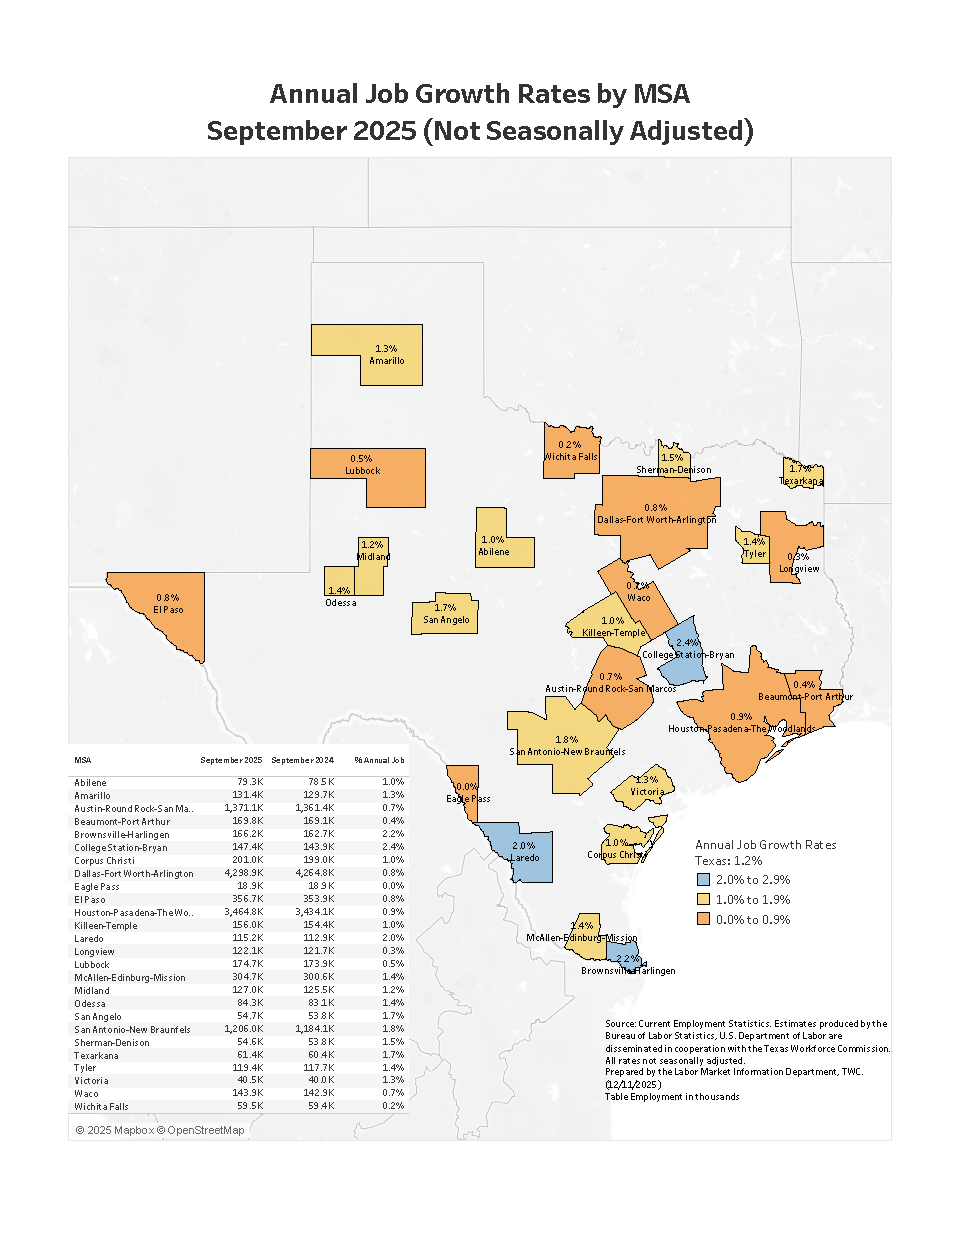 Annual Job Growth Rates by MSA
September 2025 (Not Seasonally Adjusted)
1.3%
Amarillo
0.5%
Lubbock
0.2%
Wichita Falls
1.5%
Sherman-Denison
1.7%
Texarkana
0.8%
Dallas-Fort Worth-Arlington
1.2%
Midland
1.0%
Abilene
1.4%
Tyler
0.3%
Longview
1.4%
Odessa
0.8%
El Paso
1.7%
San Angelo
0.7%
Waco
1.0%
Killeen-Temple
2.4%
College Station-Bryan
0.7%
Austin-Round Rock-San Marcos
0.4%
Beaumont-Port Arthur
0.9%
Houston-Pasadena-The Woodlands
1.8%
San Antonio-New Braunfels
0.0%
Eagle Pass
1.3%
Victoria
2.0%
Laredo
1.0%
Corpus Christi
1.4%
McAllen-Edinburg-Mission
2.2%
Brownsville-Harlingen
MSA September 2025 September 2024 % Annual Job
Abilene 79.3K 78.5K 1.0%
Amarillo 131.4K 129.7K 1.3%
Austin-Round Rock-San Ma.. 1,371.1K 1,361.4K 0.7%
Beaumont-Port Arthur 169.8K 169.1K 0.4%
Brownsville-Harlingen 166.2K 162.7K 2.2%
College Station-Bryan 147.4K 143.9K 2.4%
Corpus Christi 201.0K 199.0K 1.0%
Dallas-Fort Worth-Arlington 4,298.9K 4,264.8K 0.8%
Eagle Pass 18.9K 18.9K 0.0%
El Paso 356.7K 353.9K 0.8%
Houston-Pasadena-The Wo.. 3,464.8K 3,434.1K 0.9%
Killeen-Temple 156.0K 154.4K 1.0%
Laredo 115.2K 112.9K 2.0%
Longview 122.1K 121.7K 0.3%
Lubbock 174.7K 173.9K 0.5%
McAllen-Edinburg-Mission 304.7K 300.6K 1.4%
Midland 127.0K 125.5K 1.2%
Odessa 84.3K 83.1K 1.4%
San Angelo 54.7K 53.8K 1.7%
San Antonio-New Braunfels 1,206.0K 1,184.1K 1.8%
Sherman-Denison 54.6K 53.8K 1.5%
Texarkana 61.4K 60.4K 1.7%
Tyler 119.4K 117.7K 1.4%
Victoria 40.5K 40.0K 1.3%
Waco 143.9K 142.9K 0.7%
Wichita Falls 59.5K 59.4K 0.2%
Annual Job Growth Rates
Texas: 1.2%
2.0% to 2.9%
1.0% to 1.9%
0.0% to 0.9%
Source: Current Employment Statistics. Estimates produced by the
Bureau of Labor Statistics, U.S. Department of Labor are
disseminated in cooperation with the Texas Workforce Commission.
All rates not seasonally adjusted.
Prepared by the Labor Market Information Department, TWC.
(12/11/2025)
Table Employment in thousands
© 2025 Mapbox © OpenStreetMap